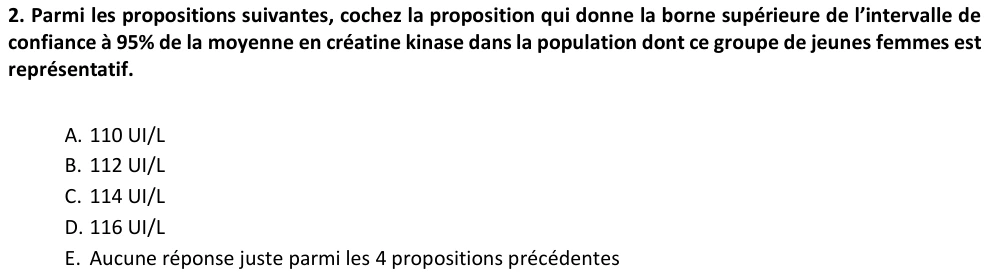 2. Parmi les propositions suivantes, cochez la proposition qui donne la borne supérieure de l’intervalle de
confiance à 95% de la moyenne en créatine kinase dans la population dont ce groupe de jeunes femmes est
représentatif.
A. 110 UI/L
B. 112 UI/L
C. 114 UI/L
D. 116 UI/L
E. Aucune réponse juste parmi les 4 propositions précédentes